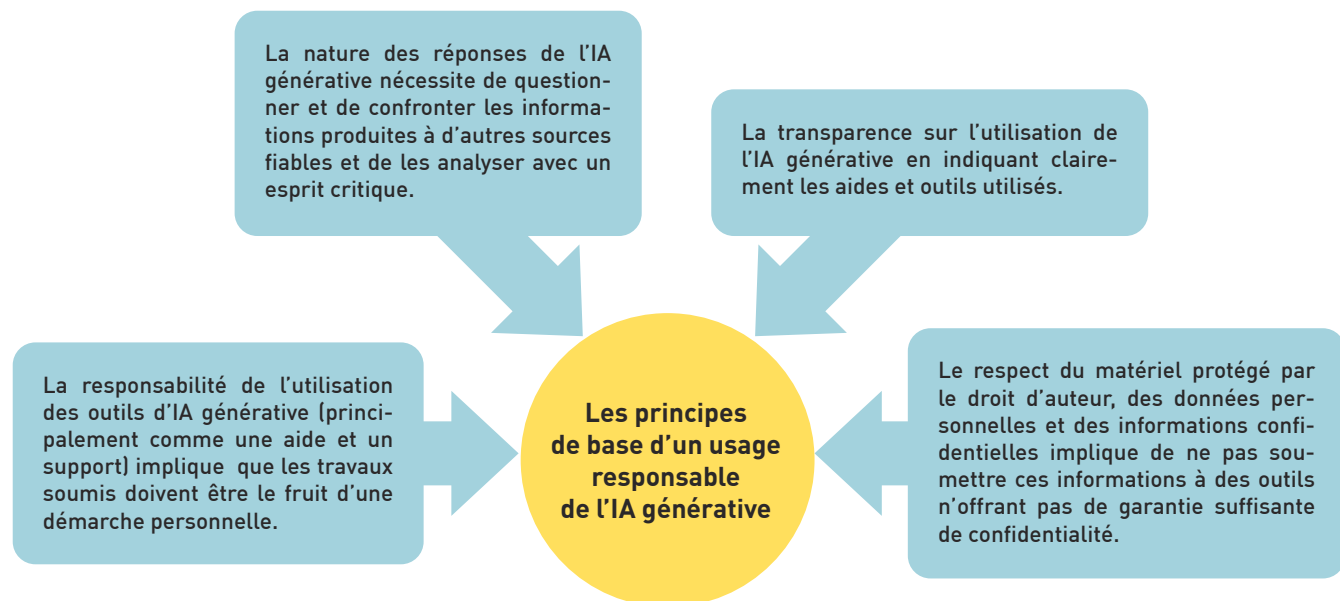 La nature des réponses de l’IA
générative nécessite de question-
ner et de confronter les informa-
tions produites à d’autres sources
fiables et de les analyser avec un
esprit critique.
La transparence sur l’utilisation de
l’IA générative en indiquant claire-
ment les aides et outils utilisés.
La responsabilité de l’utilisation
des outils d’IA générative (princi-
palement comme une aide et un
support) implique que les travaux
soumis doivent être le fruit d’une
démarche personnelle.
Les principes
de base d’un usage
responsable
de l’IA générative
Le respect du matériel protégé par
le droit d’auteur, des données per-
sonnelles et des informations confi-
dentielles implique de ne pas sou-
mettre ces informations à des outils
n’offrant pas de garantie suffisante
de confidentialité.